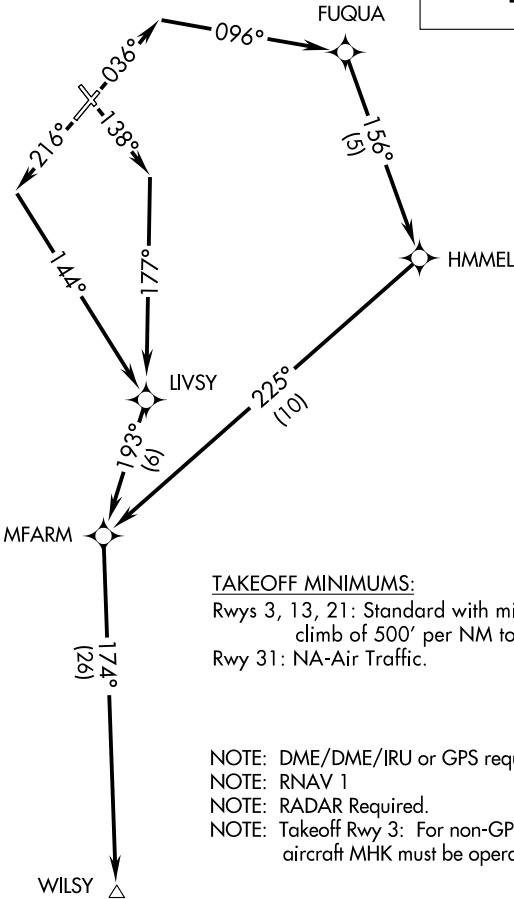 FUQUA
036°
096°
216°
138°
156°
(5)
HMMEL
144°
177°
LIVSY
225°
(10)
193°
(6)
MFARM
TAKEOFF MINIMUMS:
Rwys 3, 13, 21: Standard with
climb of 500' per NM to
Rwy 31: NA-Air Traffic.
174°
(26)
NOTE: DME/DME/IRU or GPS
NOTE: RNAV 1
NOTE: RADAR Required.
NOTE: Takeoff Rwy 3: For non-GP
aircraft MHK must be
WILSY